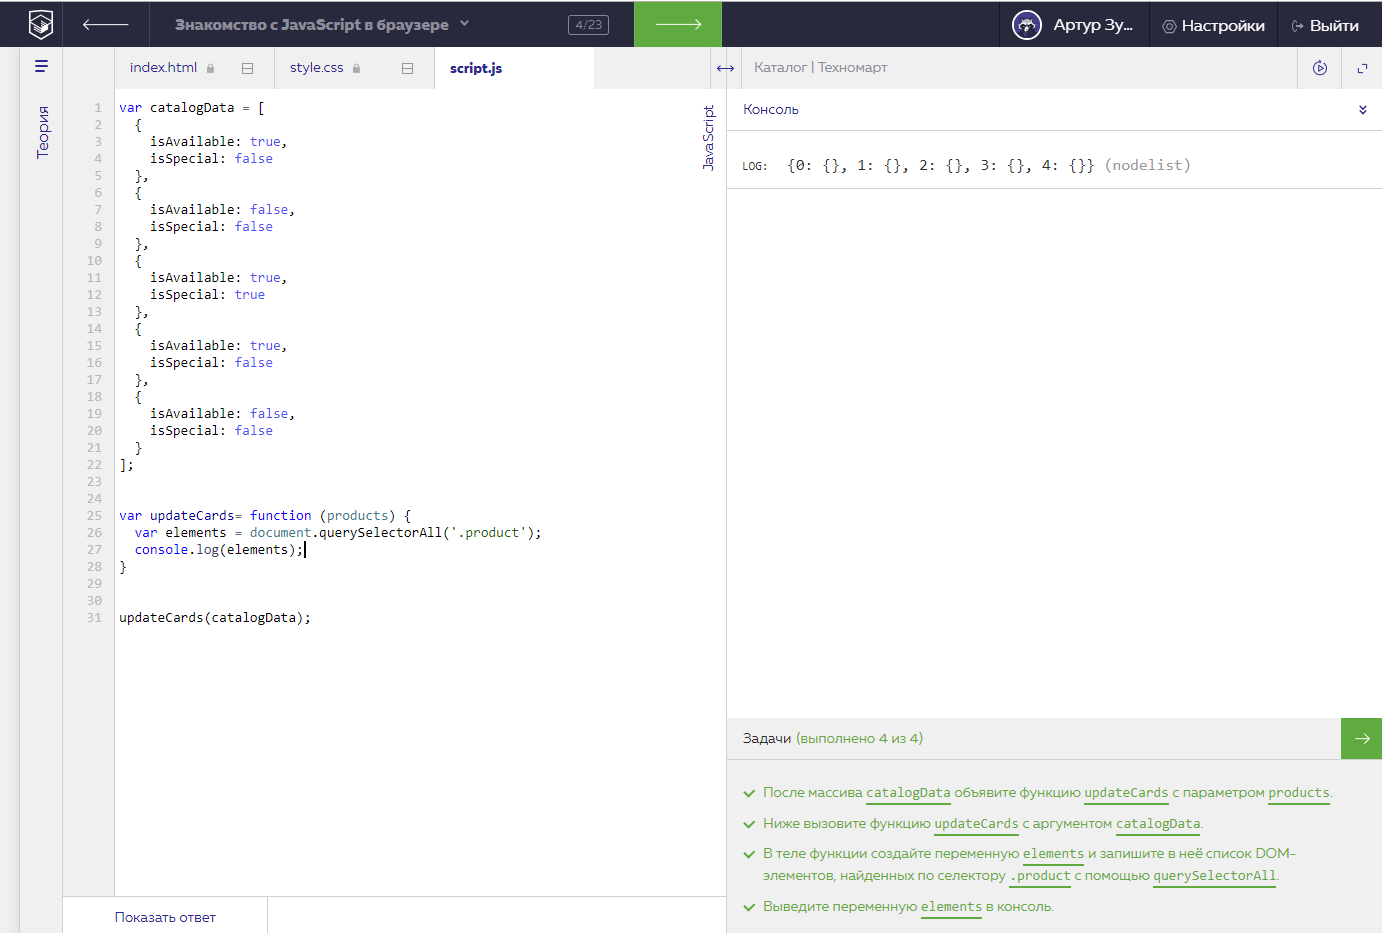 Знакомство с JavaScript в браузере
4/23
Артур Зу...
Настройки
Выйти
Теория
index.html
style.css
script.js
JavaScript
1 var catalogData = [
2 {
3 isAvailable: true,
4 isSpecial: false
5 },
6 {
7 isAvailable: false,
8 isSpecial: false
9 },
10 {
11 isAvailable: true,
12 isSpecial: true
13 },
14 {
15 isAvailable: true,
16 isSpecial: false
17 },
18 {
19 isAvailable: false,
20 isSpecial: false
21 }
22 ];
23
24
25 var updateCards= function (products) {
26 var elements = document.querySelectorAll('.product');
27 console.log(elements);
28 }
29
30
31 updateCards(catalogData);
Показать ответ
Каталог | Техномарт
Консоль
LOG: {0: {}, 1: {}, 2: {}, 3: {}, 4: {}} (nodelist)
Задачи (выполнено 4 из 4)
После массива catalogData объявите функцию updateCards с параметром products.
Ниже вызовите функцию updateCards с аргументом catalogData.
В теле функции создайте переменную elements и запишите в неё список DOM-
элементов, найденных по селектору .product с помощью querySelectorAll.
Выведите переменную elements в консоль.